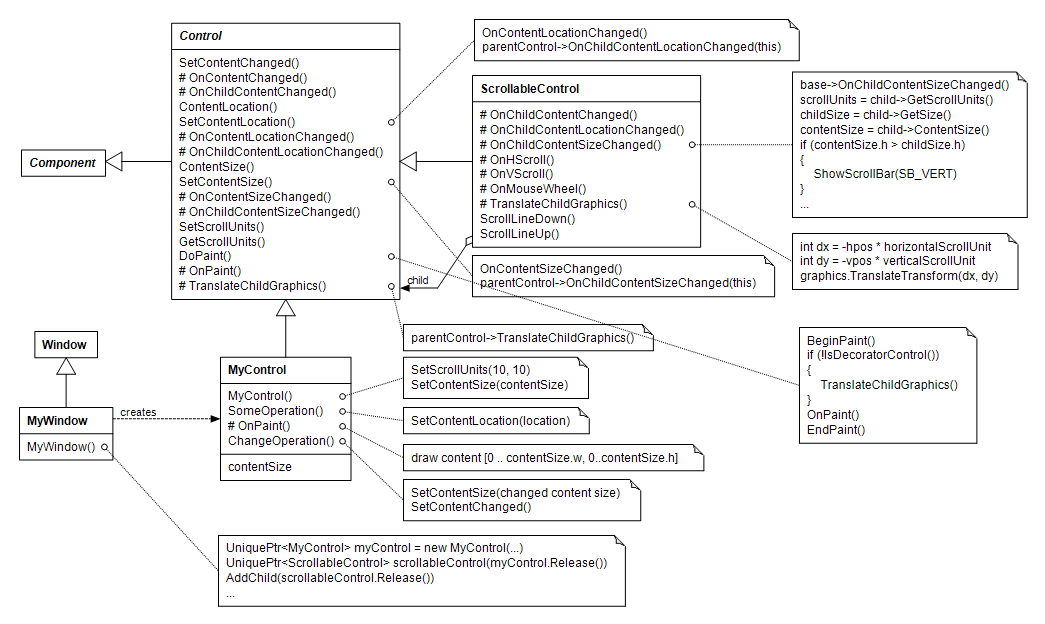 Control
SetContentChanged()
# OnContentChanged()
# OnChildContentChanged()
ContentLocation()
SetContentLocation()
# OnContentLocationChanged()
# OnChildContentLocationChanged()
ContentSize()
SetContentSize()
# OnContentSizeChanged()
# OnChildContentSizeChanged()
SetScrollUnits()
GetScrollUnits()
DoPaint()
# OnPaint()
# TranslateChildGraphics()
OnContentLocationChanged()
parentControl->OnChildContentLocationChanged(this)
ScrollableControl
# OnChildContentChanged()
# OnChildContentLocationChanged()
# OnChildContentSizeChanged()
# OnHScroll()
# OnVScroll()
# OnMouseWheel()
# TranslateChildGraphics()
ScrollLineDown()
ScrollLineUp()
base->OnChildContentSizeChanged()
scrollUnits = child->GetScrollUnits()
childSize = child->GetSize()
contentSize = child->ContentSize()
if (contentSize.h > childSize.h)
{
ShowScrollBar(SB_VERT)
}
...
Component
int dx = -hpos * horizontalScrollUnit
int dy = -vpos * verticalScrollUnit
graphics.TranslateTransform(dx, dy)
child
OnContentSizeChanged()
parentControl->OnChildContentSizeChanged(this)
parentControl->TranslateChildGraphics()
BeginPaint()
if (!IsDecoratorControl())
{
TranslateChildGraphics()
}
OnPaint()
EndPaint()
Window
MyWindow
MyWindow()
creates
MyControl
MyControl()
SomeOperation()
# OnPaint()
ChangeOperation()
contentSize
SetScrollUnits(10, 10)
SetContentSize(contentSize)
SetContentLocation(location)
draw content [0 .. contentSize.w, 0..contentSize.h]
SetContentSize(changed content size)
SetContentChanged()
UniquePtr<MyControl> myControl = new MyControl(...)
UniquePtr<ScrollableControl> scrollableControl(myControl.Release())
AddChild(scrollableControl.Release())
...